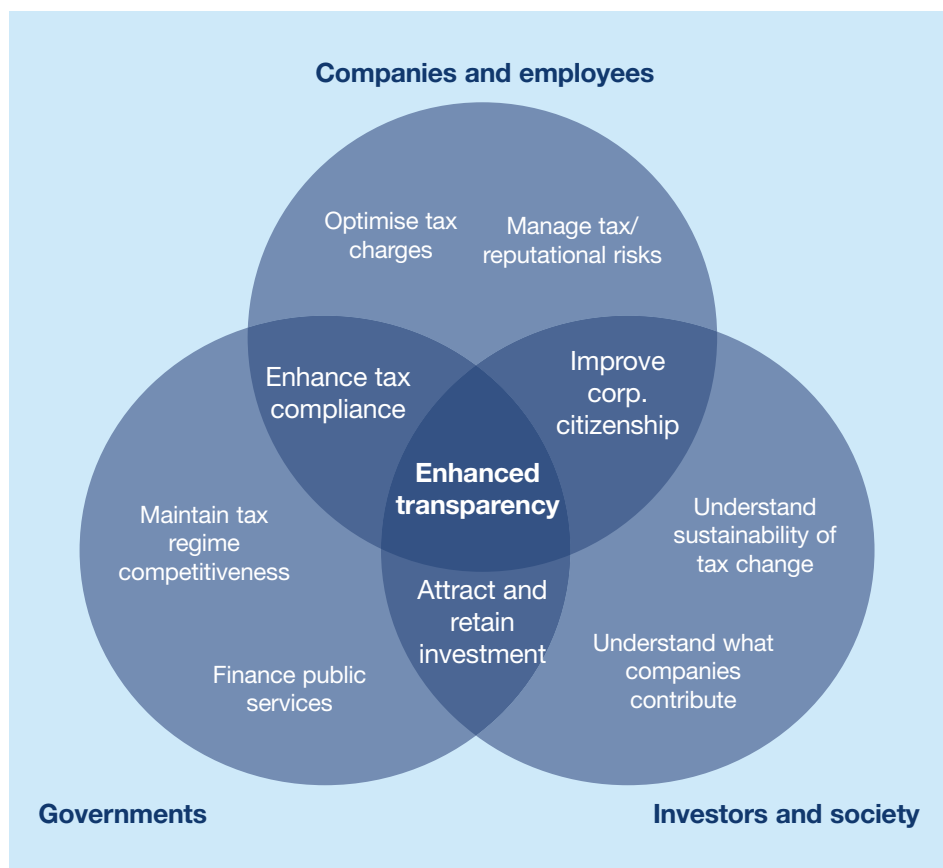 Companies and employees
Optimise tax
charges
Manage tax/
reputational risks
Enhance tax
compliance
Improve
corp.
citizenship
Enhanced
transparency
Maintain tax
regime
competitiveness
Understand
sustainability of
tax change
Attract and
retain
investment
Finance public
services
Understand what
companies
contribute
Governments
Investors and society